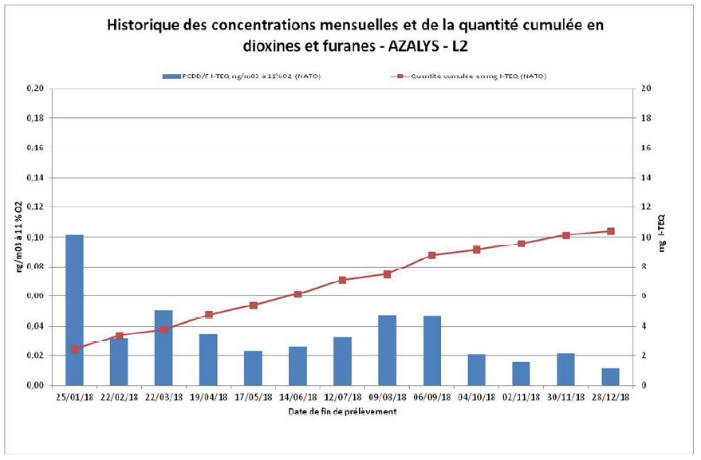 Historique des concentrations mensuelles et de la quantité cumulée en
dioxines et furanes - AZALYS - L2
PCDD/F I-TEQ ng/m03 à 11%O2 (NATO) Quantité cumulée en mg I-TEQ (NATO)
0,20 20
0,18 18
0,16 16
0,14 14
0,12 12
0,10 10
0,08 8
0,06 6
0,04 4
0,02 2
0,00 0
ng/m03 à 11 % O2
mg I-TEQ
25/01/18 22/02/18 22/03/18 19/04/18 17/05/18 14/06/18 12/07/18 09/08/18 06/09/18 04/10/18 02/11/18 30/11/18 28/12/18
Date de fin de prélèvement